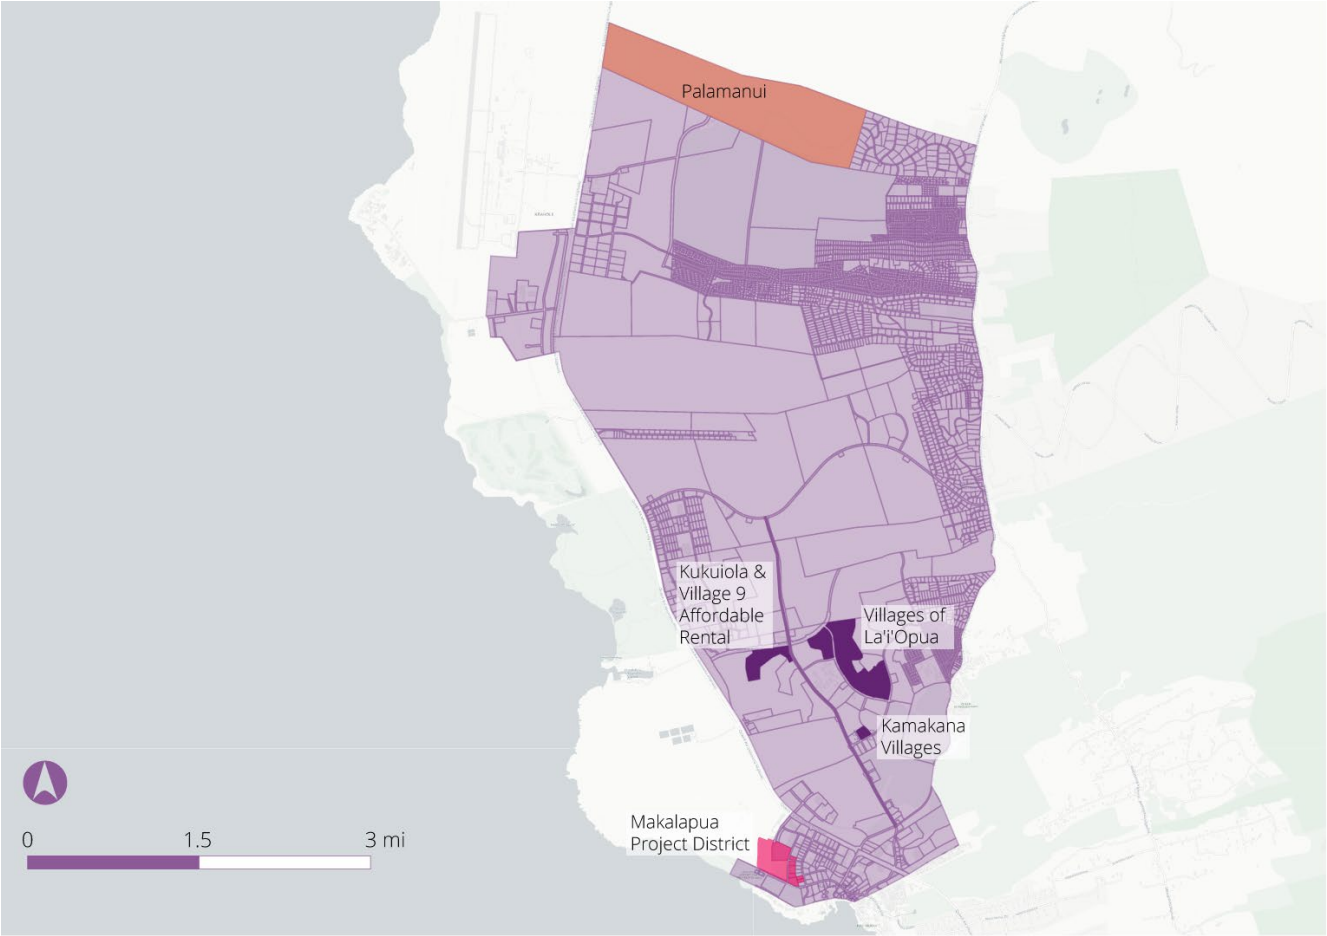 Palamanui
Kukuiola &
Village 9
Affordable
Rental
Villages of
La'i'Opua
Kamakana
Villages
Makalapua
Project District
0 1.5 3 mi